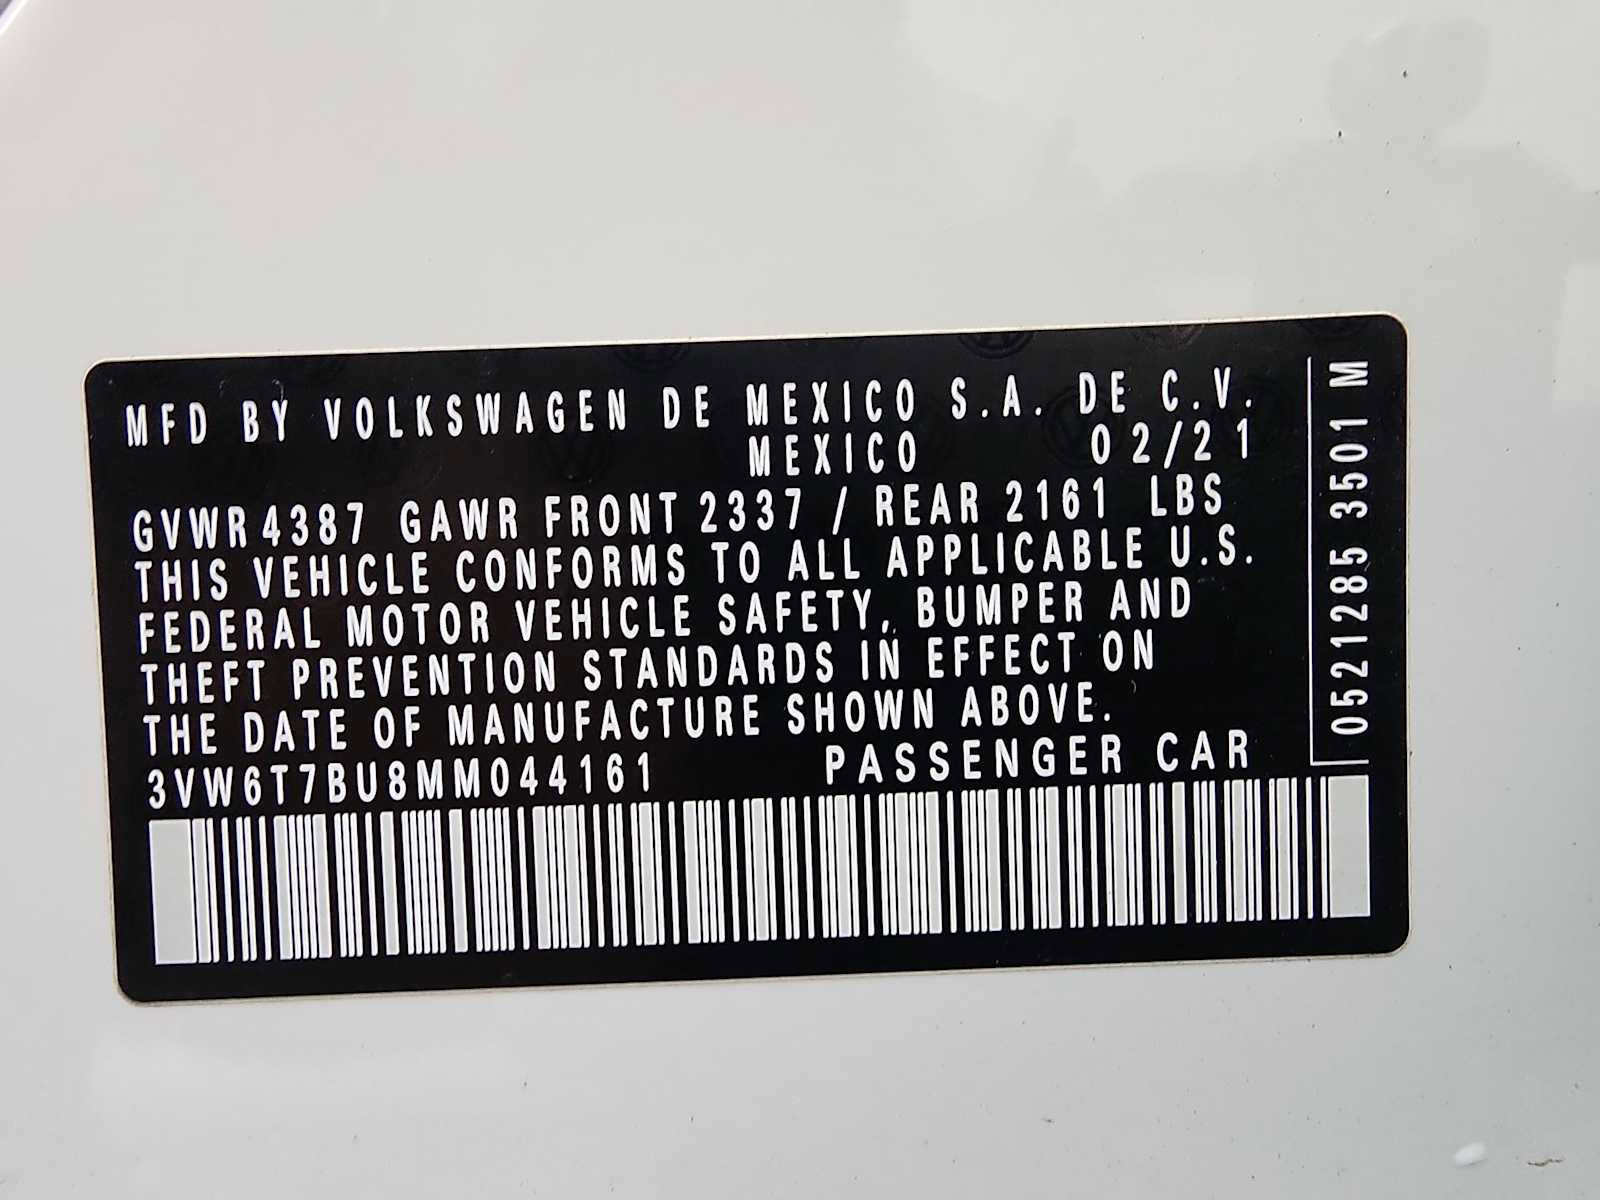 MFD BY VOLKSWAGEN DE MEXICO S.A. DE C.V.
MEXICO 02/21
GVWR 4387 GAWR FRONT 2337 / REAR 2161 LBS
THIS VEHICLE CONFORMS TO ALL APPLICABLE U.S.
FEDERAL MOTOR VEHICLE SAFETY, BUMPER AND
THEFT PREVENTION STANDARDS IN EFFECT ON
THE DATE OF MANUFACTURE SHOWN ABOVE.
3VW6T7BU8MM044161 PASSENGER CAR
0521285 3501 M